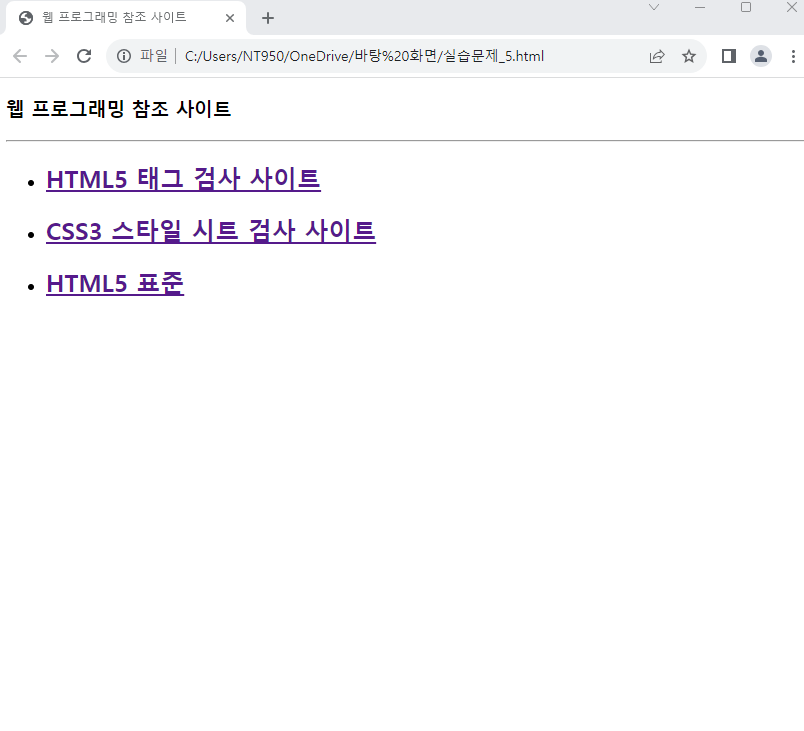 웹 프로그래밍 참조 사이트
파일 C:/Users/NT950/OneDrive/바탕%20화면/실습문제_5.html
웹 프로그래밍 참조 사이트
HTML5 태그 검사 사이트
CSS3 스타일 시트 검사 사이트
HTML5 표준